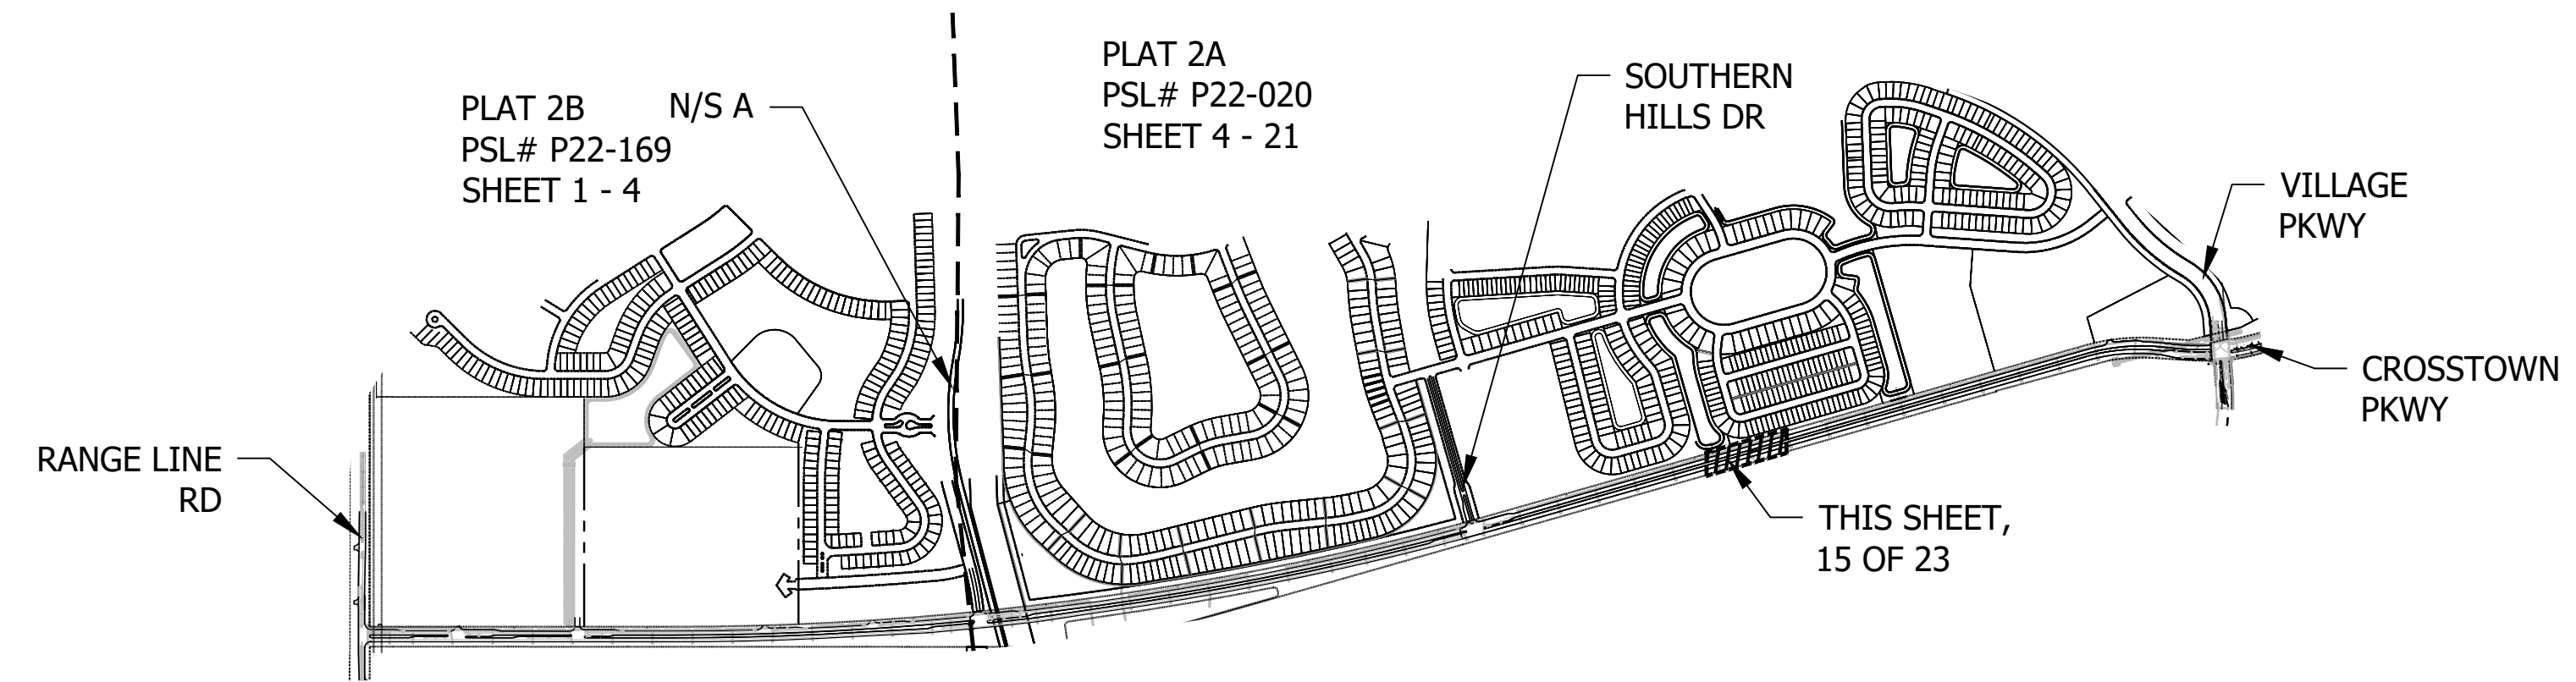 PLAT 2B
PSL# P22-169
SHEET 1 - 4
N/S A
PLAT 2A
PSL# P22-020
SHEET 4 - 21
SOUTHERN
HILLS DR
VILLAGE
PKWY
CROSSTOWN
PKWY
RANGE LINE
RD
THIS SHEET,
15 OF 23